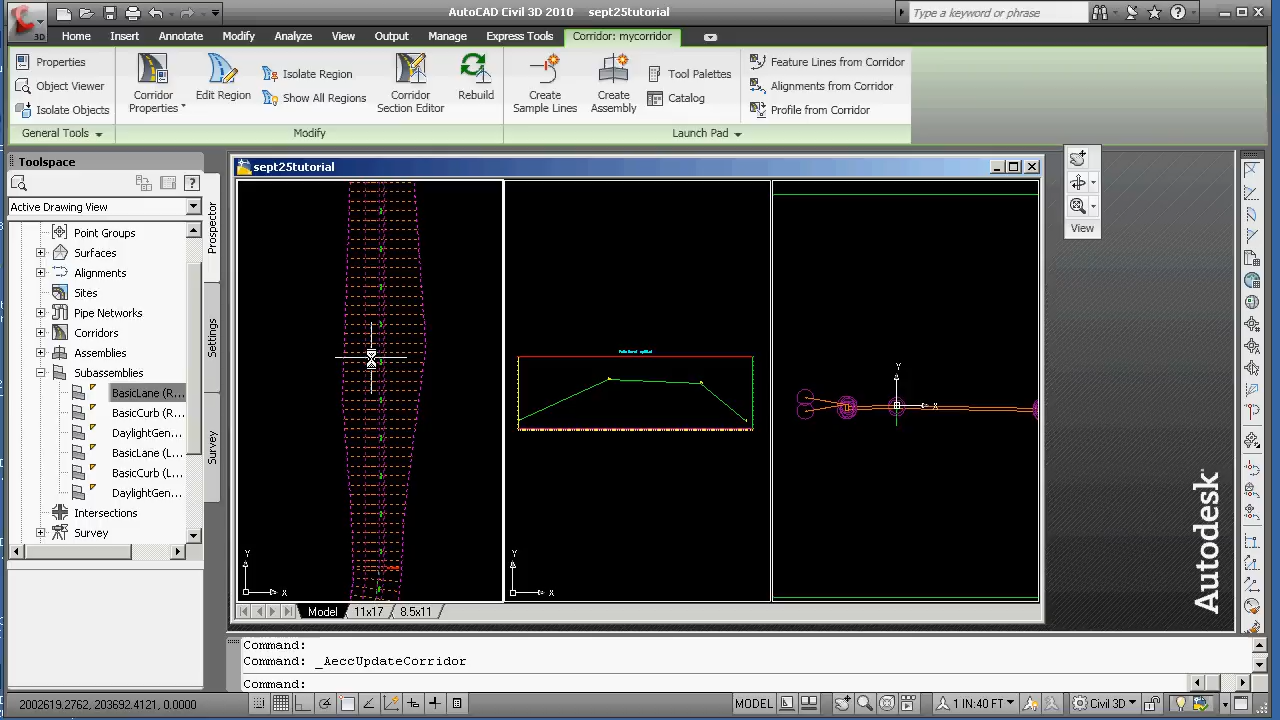 AutoCAD Civil 3D 2010 sept25tutorial
Type a keyword or phrase
3D
Home Insert Annotate Modify Analyze View Output Manage Express Tools Corridor: mycorridor
Properties
Object Viewer
Isolate Objects
General Tools
Corridor Properties
Edit Region
Isolate Region
Show All Regions
Corridor Section Editor
Rebuild
Modify
Create Sample Lines
Create Assembly
Tool Palettes
Catalog
Feature Lines from Corridor
Alignments from Corridor
Profile from Corridor
Launch Pad
Toolspace
Active Drawing View
Point Groups
Surfaces
Alignments
Sites
Pipe Networks
Subassemblies
BasicLane (R...
BasicCurb (R...
DaylightGen...
BasicLane (L...
BasicCurb (L...
DaylightGen...
Intersections
Survey
Prospector
Settings
Survey
sept25tutorial
Y
X
Y
X
Y
X
View
Autodesk
Model 11x17 8.5x11
Command:
Command: _AeccUpdateCorridor
Command:
2002619.2762, 203602.4121, 0.0000
MODEL
1 IN:40 FT
Civil 3D